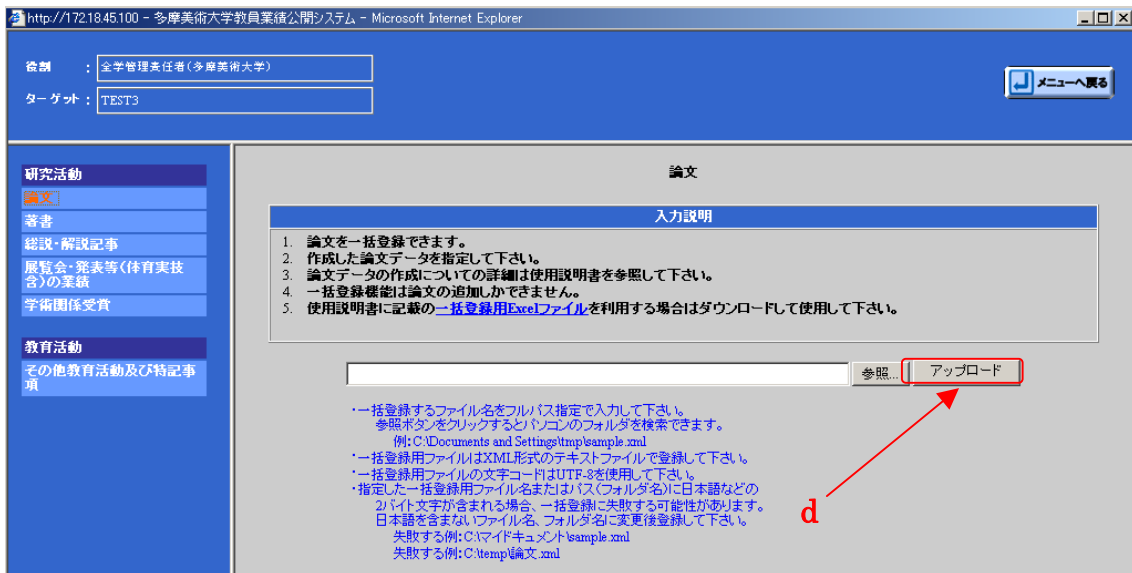 http://172.18.45.100 - 多摩美術大学教員業績公開システム - Microsoft Internet Explorer
役割 : 全学管理責任者(多摩美術大学)
ターゲット : TEST3
メニューへ戻る
研究活動
論文
著書
総説・解説記事
展覧会・発表等(体育実技含)の業績
学術関係受賞
教育活動
その他教育活動及び特記事項
論文
入力説明
1. 論文を一括登録できます。
2. 作成した論文データを指定して下さい。
3. 論文データの作成についての詳細は使用説明書を参照して下さい。
4. 一括登録機能は論文の追加しかできません。
5. 使用説明書に記載の一括登録用Excelファイルを利用する場合はダウンロードして使用して下さい。
参照... アップロード
・一括登録するファイル名をフルパス指定で入力して下さい。
参照ボタンをクリックするとパソコンのフォルダを検索できます。
例:C:\Documents and Settings\tmp\sample.xml
・一括登録用ファイルはXML形式のテキストファイルで登録して下さい。
・一括登録用ファイルの文字コードはUTF-8を使用して下さい。
・指定した一括登録用ファイル名またはパス(フォルダ名)に日本語などの
2バイト文字が含まれる場合、一括登録に失敗する可能性があります。
日本語を含まないファイル名、フォルダ名に変更後登録して下さい。
失敗する例:C:\マイドキュメント\sample.xml
失敗する例:C:\temp\論文.xml
d